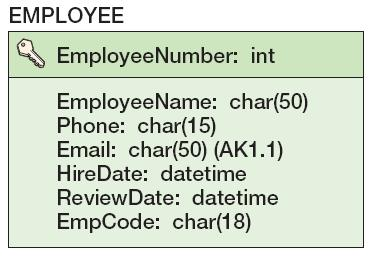 EMPLOYEE
EmployeeNumber: int
EmployeeName: char(50)
Phone: char(15)
Email: char(50) (AK1.1)
HireDate: datetime
ReviewDate: datetime
EmpCode: char(18)